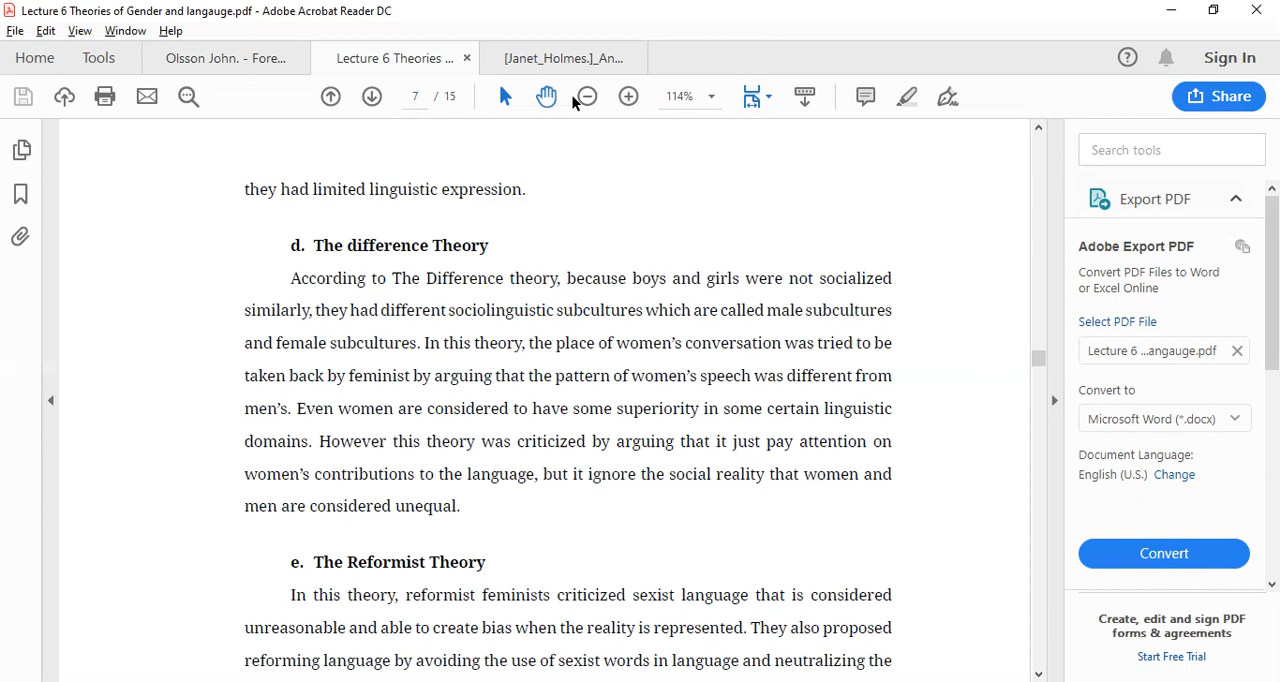 Lecture 6 Theories of Gender and langauge.pdf - Adobe Acrobat Reader DC
File Edit View Window Help
Home Tools Olsson John. - Fore... Lecture 6 Theories ... × [Janet_Holmes.]_An... Sign In
7 / 15 114% Share
Search tools
they had limited linguistic expression.
Export PDF
d. The difference Theory
Adobe Export PDF
According to The Difference theory, because boys and girls were not socialized
Convert PDF Files to Word
or Excel Online
similarly, they had different sociolinguistic subcultures which are called male subcultures
Select PDF File
and female subcultures. In this theory, the place of women's conversation was tried to be
Lecture 6 ...angauge.pdf
taken back by feminist by arguing that the pattern of women's speech was different from
Convert to
men's. Even women are considered to have some superiority in some certain linguistic
Microsoft Word (*.docx)
domains. However this theory was criticized by arguing that it just pay attention on
Document Language:
women's contributions to the language, but it ignore the social reality that women and
English (U.S.) Change
men are considered unequal.
Convert
e. The Reformist Theory
In this theory, reformist feminists criticized sexist language that is considered
Create, edit and sign PDF
unreasonable and able to create bias when the reality is represented. They also proposed
forms & agreements
reforming language by avoiding the use of sexist words in language and neutralizing the
Start Free Trial